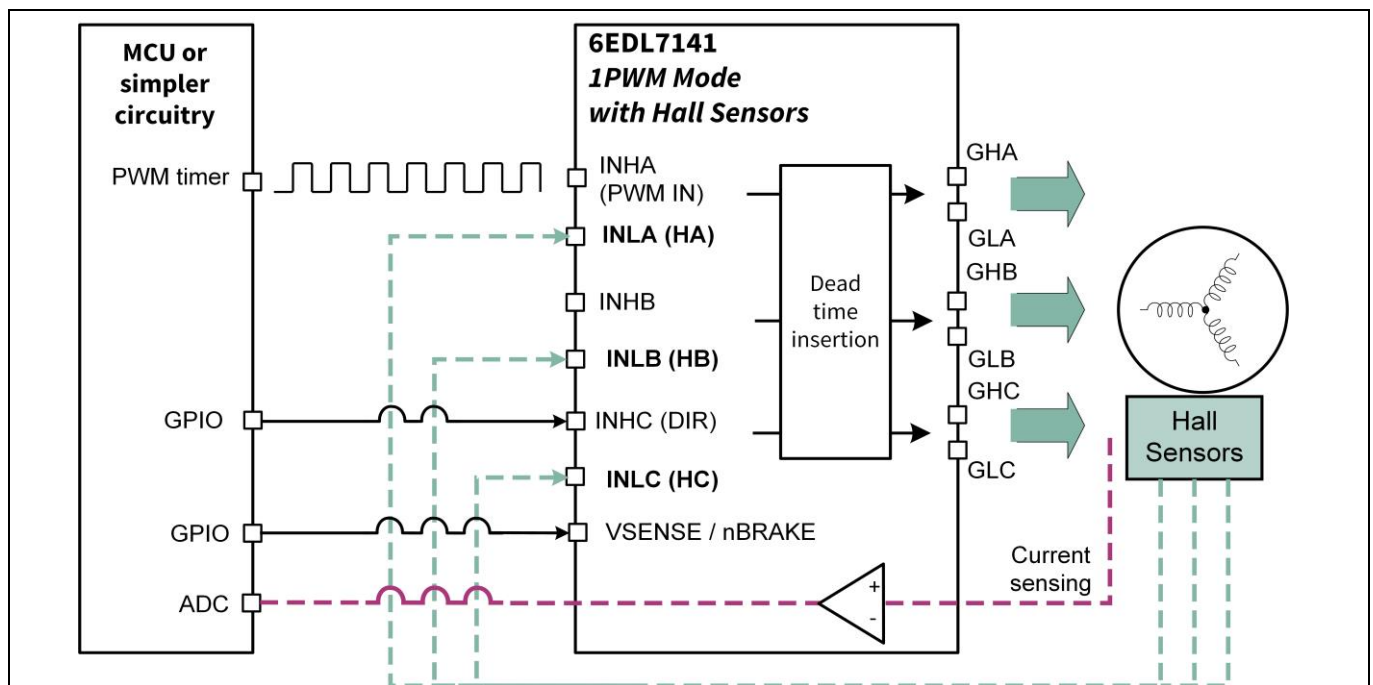 MCU or
simpler
circuitry
PWM timer
GPIO
GPIO
ADC
6EDL7141
1PWM Mode
with Hall Sensors
INHA
(PWM IN)
INLA (HA)
INHB
INLB (HB)
INHC (DIR)
INLC (HC)
VSENSE / nBRAKE
Dead
time
insertion
+
-
GHA
GLA
GHB
GLB
GHC
GLC
Current
sensing
Hall
Sensors